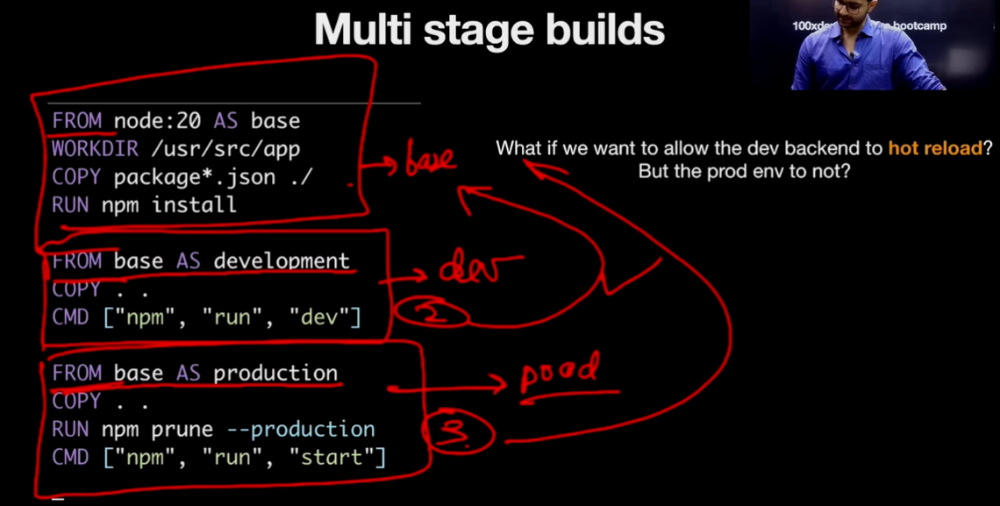 Multi stage builds
FROM node:20 AS base
WORKDIR /usr/src/app
COPY package*.json ./
RUN npm install
FROM base AS development
COPY . .
CMD ["npm", "run", "dev"]
FROM base AS production
COPY . .
RUN npm prune --production
CMD ["npm", "run", "start"]
base
dev
2
prod
3
What if we want to allow the dev backend to hot reload?
But the prod env to not?
bootcamp